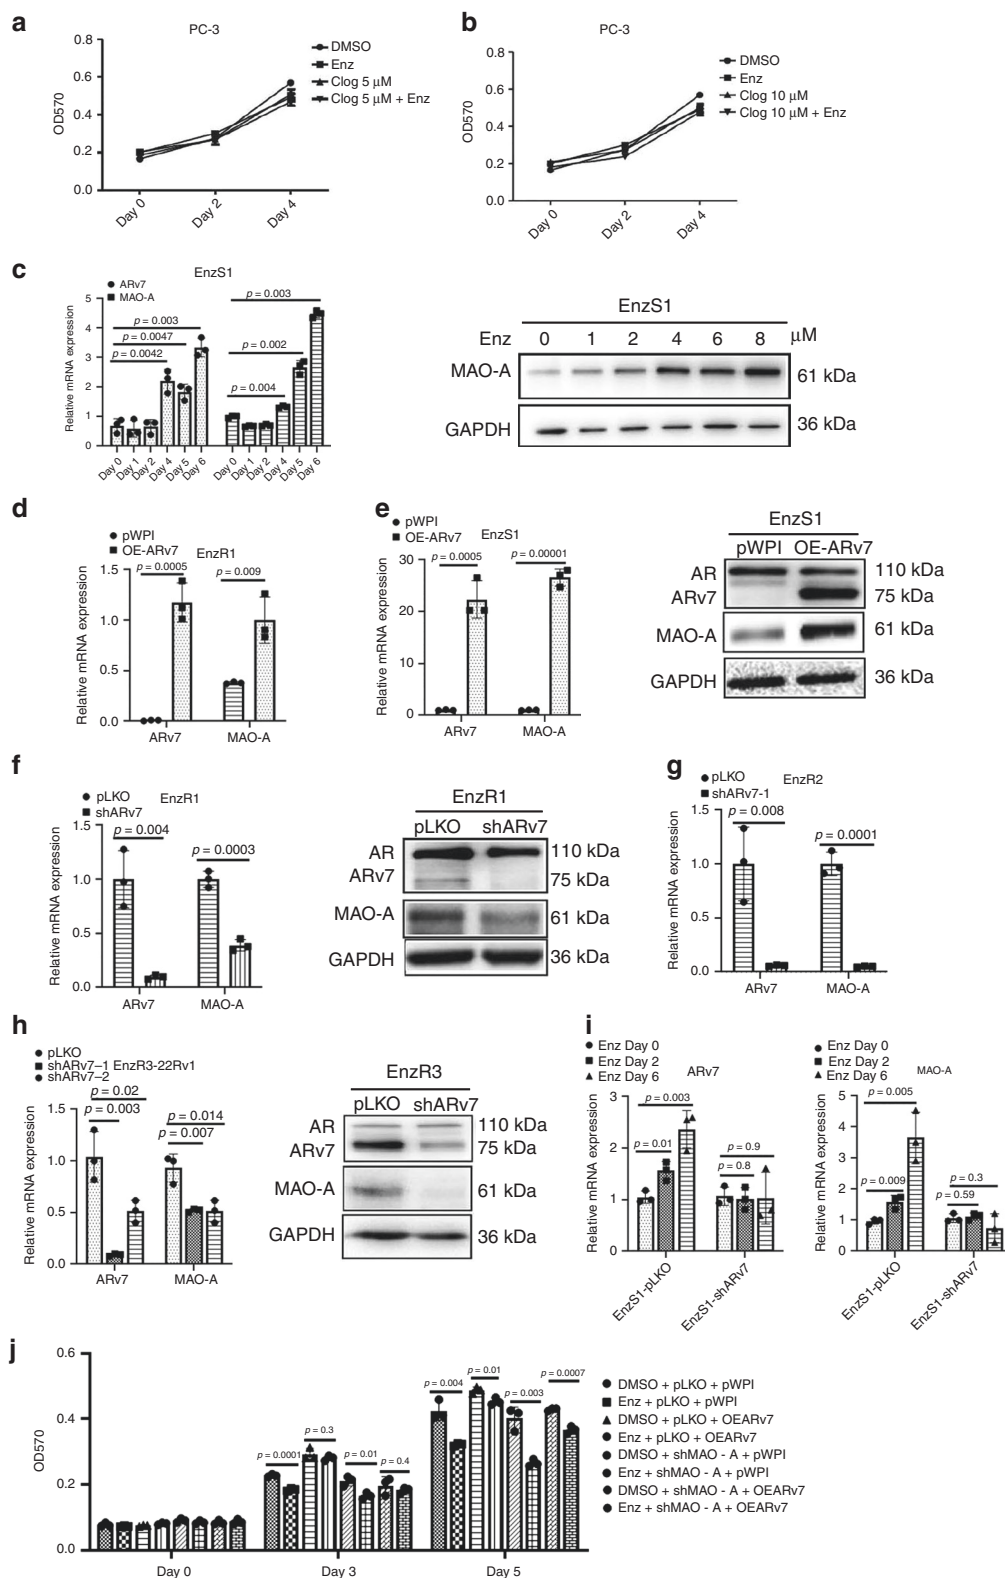 a
PC-3
OD570
0.8
0.6
0.4
0.2
0.0
Day 0
Day 2
Day 4
DMSO
Enz
Clog 5 μM
Clog 5 μM + Enz
b
PC-3
OD570
0.8
0.6
0.4
0.2
0.0
Day 0
Day 2
Day 4
DMSO
Enz
Clog 10 μM
Clog 10 μM + Enz
c
EnzS1
ARv7
MAO-A
Relative mRNA expression
5
4
3
2
1
0
p = 0.003
p = 0.0047
p = 0.0042
p = 0.003
p = 0.002
p = 0.004
Day 0
Day 1
Day 2
Day 4
Day 5
Day 6
Day 0
Day 1
Day 2
Day 4
Day 5
Day 6
EnzS1
Enz 0 1 2 4 6 8 μM
MAO-A 61 kDa
GAPDH 36 kDa
d
pWPI
OE-ARv7
EnzR1
Relative mRNA expression
1.5
1.0
0.5
0.0
p = 0.0005
p = 0.009
ARv7 MAO-A
e
pWPI
OE-ARv7
EnzS1
Relative mRNA expression
30
20
10
0
p = 0.0005
p = 0.00001
ARv7 MAO-A
EnzS1
pWPI OE-ARv7
AR 110 kDa
ARv7 75 kDa
MAO-A 61 kDa
GAPDH 36 kDa
f
pLKO
shARv7
EnzR1
Relative mRNA expression
1.5
1.0
0.5
0.0
p = 0.004
p = 0.0003
ARv7 MAO-A
EnzR1
pLKO shARv7
AR 110 kDa
ARv7 75 kDa
MAO-A 61 kDa
GAPDH 36 kDa
g
EnzR2
pLKO
shARv7-1
Relative mRNA expression
1.5
1.0
0.5
0.0
p = 0.008
p = 0.0001
ARv7 MAO-A
h
pLKO
shARv7–1 EnzR3-22Rv1
shARv7–2
Relative mRNA expression
1.5
1.0
0.5
0.0
p = 0.02
p = 0.003
p = 0.014
p = 0.007
ARv7 MAO-A
EnzR3
pLKO shARv7
AR 110 kDa
ARv7 75 kDa
MAO-A 61 kDa
GAPDH 36 kDa
i
Enz Day 0
Enz Day 2
Enz Day 6
ARv7
Relative mRNA expression
3
2
1
0
p = 0.003
p = 0.01
p = 0.9
p = 0.8
EnzS1-pLKO
EnzS1-shARv7
Enz Day 0
Enz Day 2
Enz Day 6
MAO-A
Relative mRNA expression
5
4
3
2
1
0
p = 0.005
p = 0.009
p = 0.3
p = 0.59
EnzS1-pLKO
EnzS1-shARv7
j
OD570
0.6
0.4
0.2
0.0
p = 0.0001
p = 0.3
p = 0.01
p = 0.4
p = 0.004
p = 0.01
p = 0.003
p = 0.0007
Day 0
Day 3
Day 5
DMSO + pLKO + pWPI
Enz + pLKO + pWPI
DMSO + pLKO + OEARv7
Enz + pLKO + OEARv7
DMSO + shMAO - A + pWPI
Enz + shMAO - A + pWPI
DMSO + shMAO - A + OEARv7
Enz + shMAO - A + OEARv7